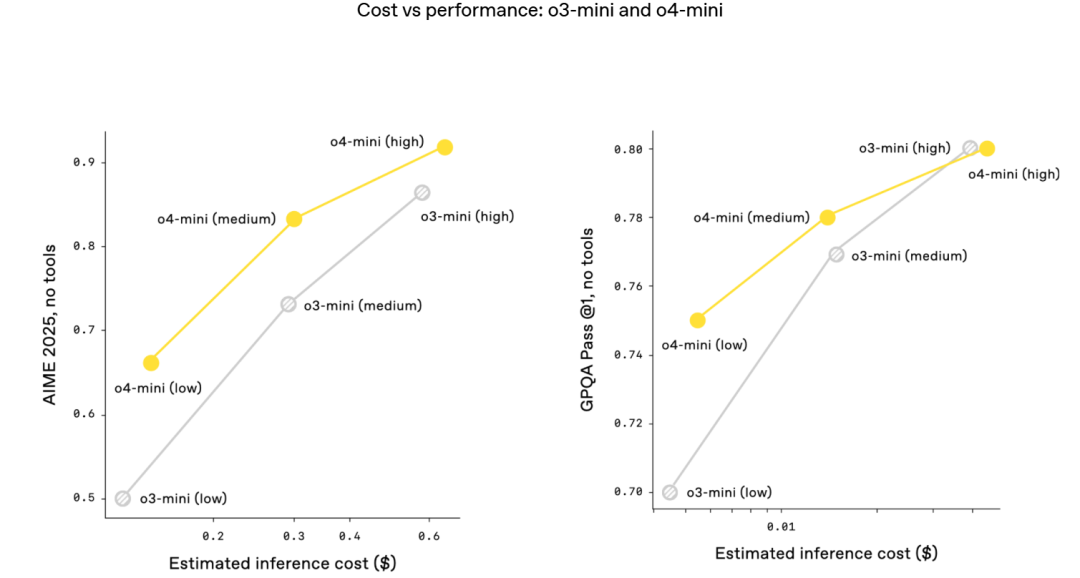 Cost vs performance: o3-mini and o4-mini
AIME 2025, no tools
0.9
0.8
0.7
0.6
0.5
o4-mini (high)
o3-mini (high)
o4-mini (medium)
o3-mini (medium)
o4-mini (low)
o3-mini (low)
0.2
0.3
0.4
0.6
Estimated inference cost ($)
GPQA Pass @1, no tools
0.80
0.78
0.76
0.74
0.72
0.70
o3-mini (high)
o4-mini (high)
o4-mini (medium)
o3-mini (medium)
o4-mini (low)
o3-mini (low)
0.01
Estimated inference cost ($)